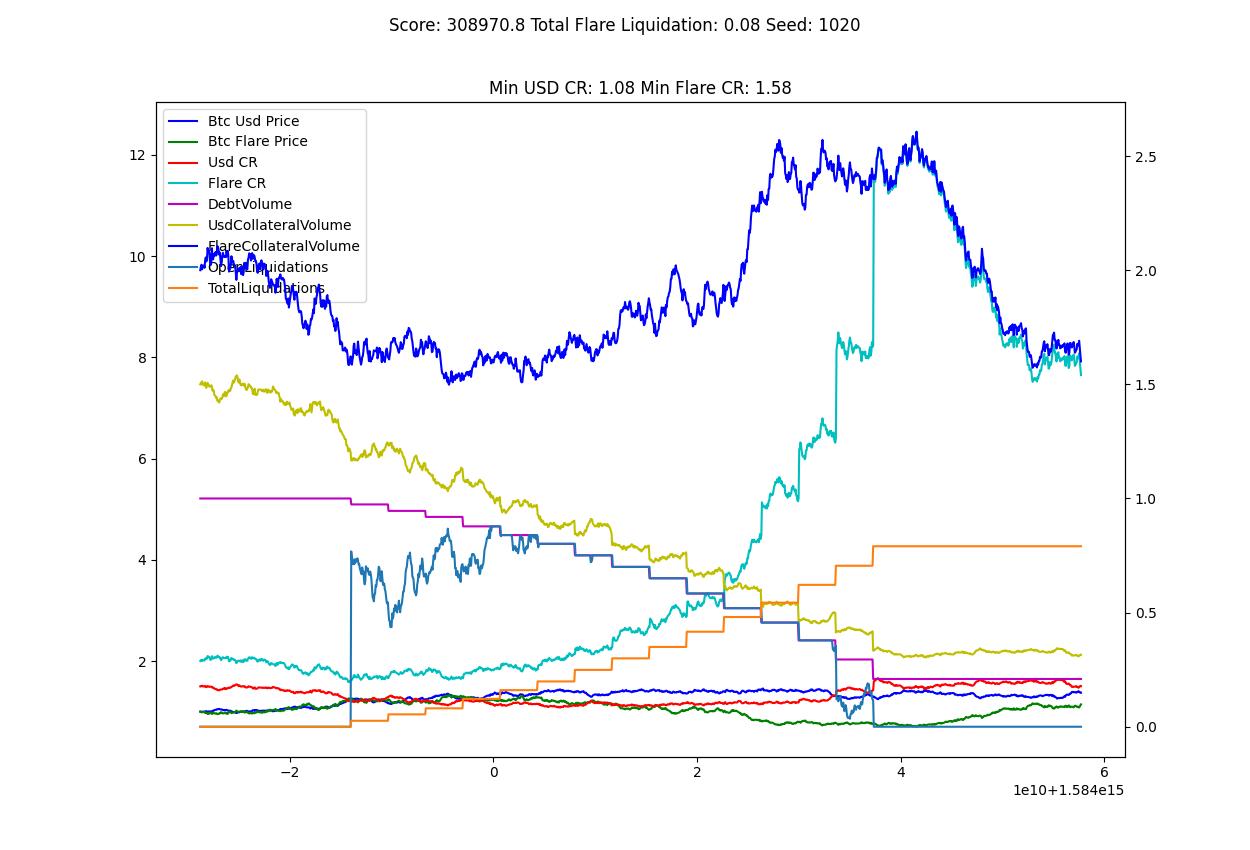 Score: 308970.8 Total Flare Liquidation: 0.08 Seed: 1020
Min USD CR: 1.08 Min Flare CR: 1.58
Btc Usd Price
Btc Flare Price
Usd CR
Flare CR
DebtVolume
UsdCollateralVolume
FlareCollateralVolume
OpenLiquidations
TotalLiquidations
12
10
8
6
4
2
2.5
2.0
1.5
1.0
0.5
0.0
−2
0
2
4
6
1e10+1.584e15